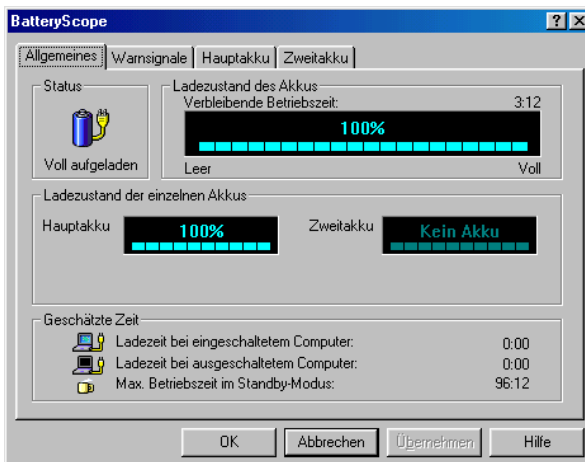 BatteryScope
Allgemeines Warnsignale Hauptakku Zweitakku
Status
Voll aufgeladen
Ladezustand des Akkus
Verbleibende Betriebszeit: 3:12
100%
Leer Voll
Ladezustand der einzelnen Akkus
Hauptakku 100% Zweitakku Kein Akku
Geschätzte Zeit
Ladezeit bei eingeschaltetem Computer: 0:00
Ladezeit bei ausgeschaltetem Computer: 0:00
Max. Betriebszeit im Standby-Modus: 96:12
OK Abbrechen Übernehmen Hilfe